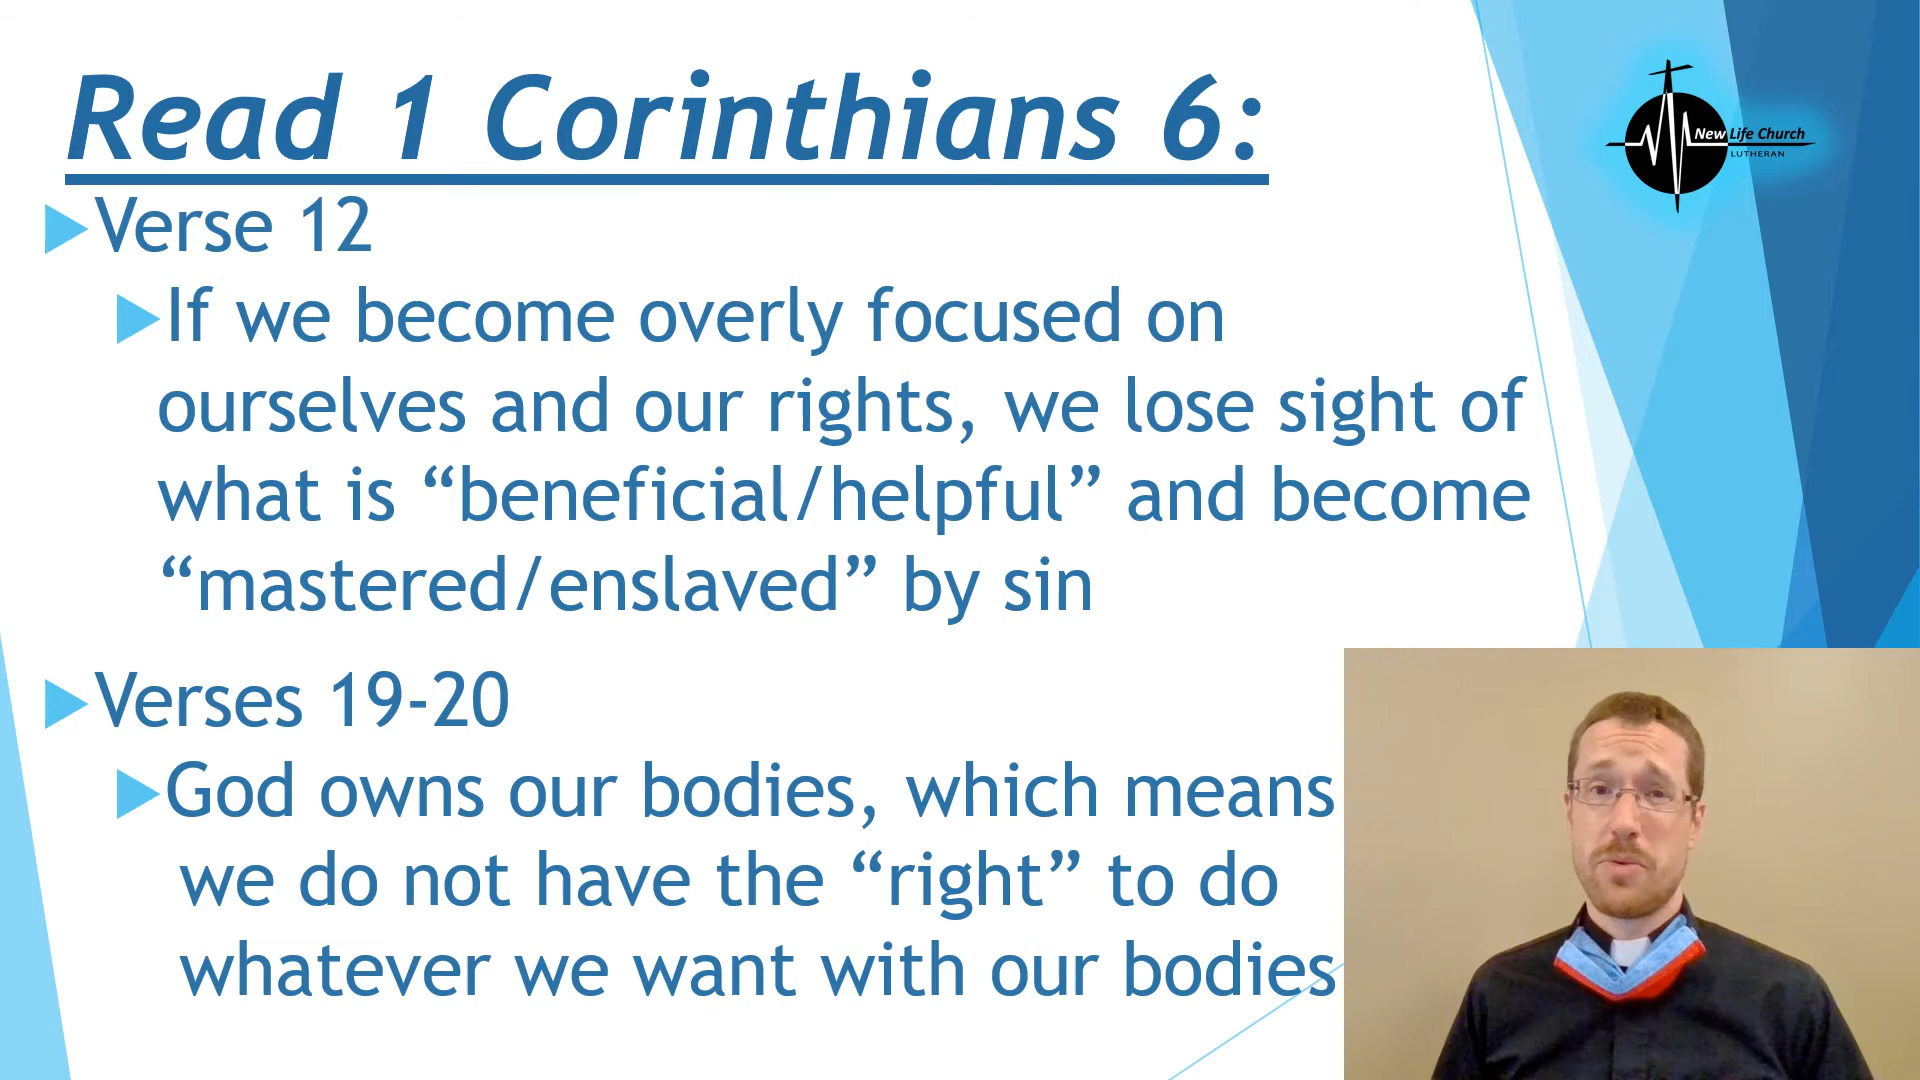 Read 1 Corinthians 6:
New Life Church
LUTHERAN
Verse 12
If we become overly focused on
ourselves and our rights, we lose sight of
what is “beneficial/helpful” and become
“mastered/enslaved” by sin
Verses 19-20
God owns our bodies, which means
we do not have the “right” to do
whatever we want with our bodies